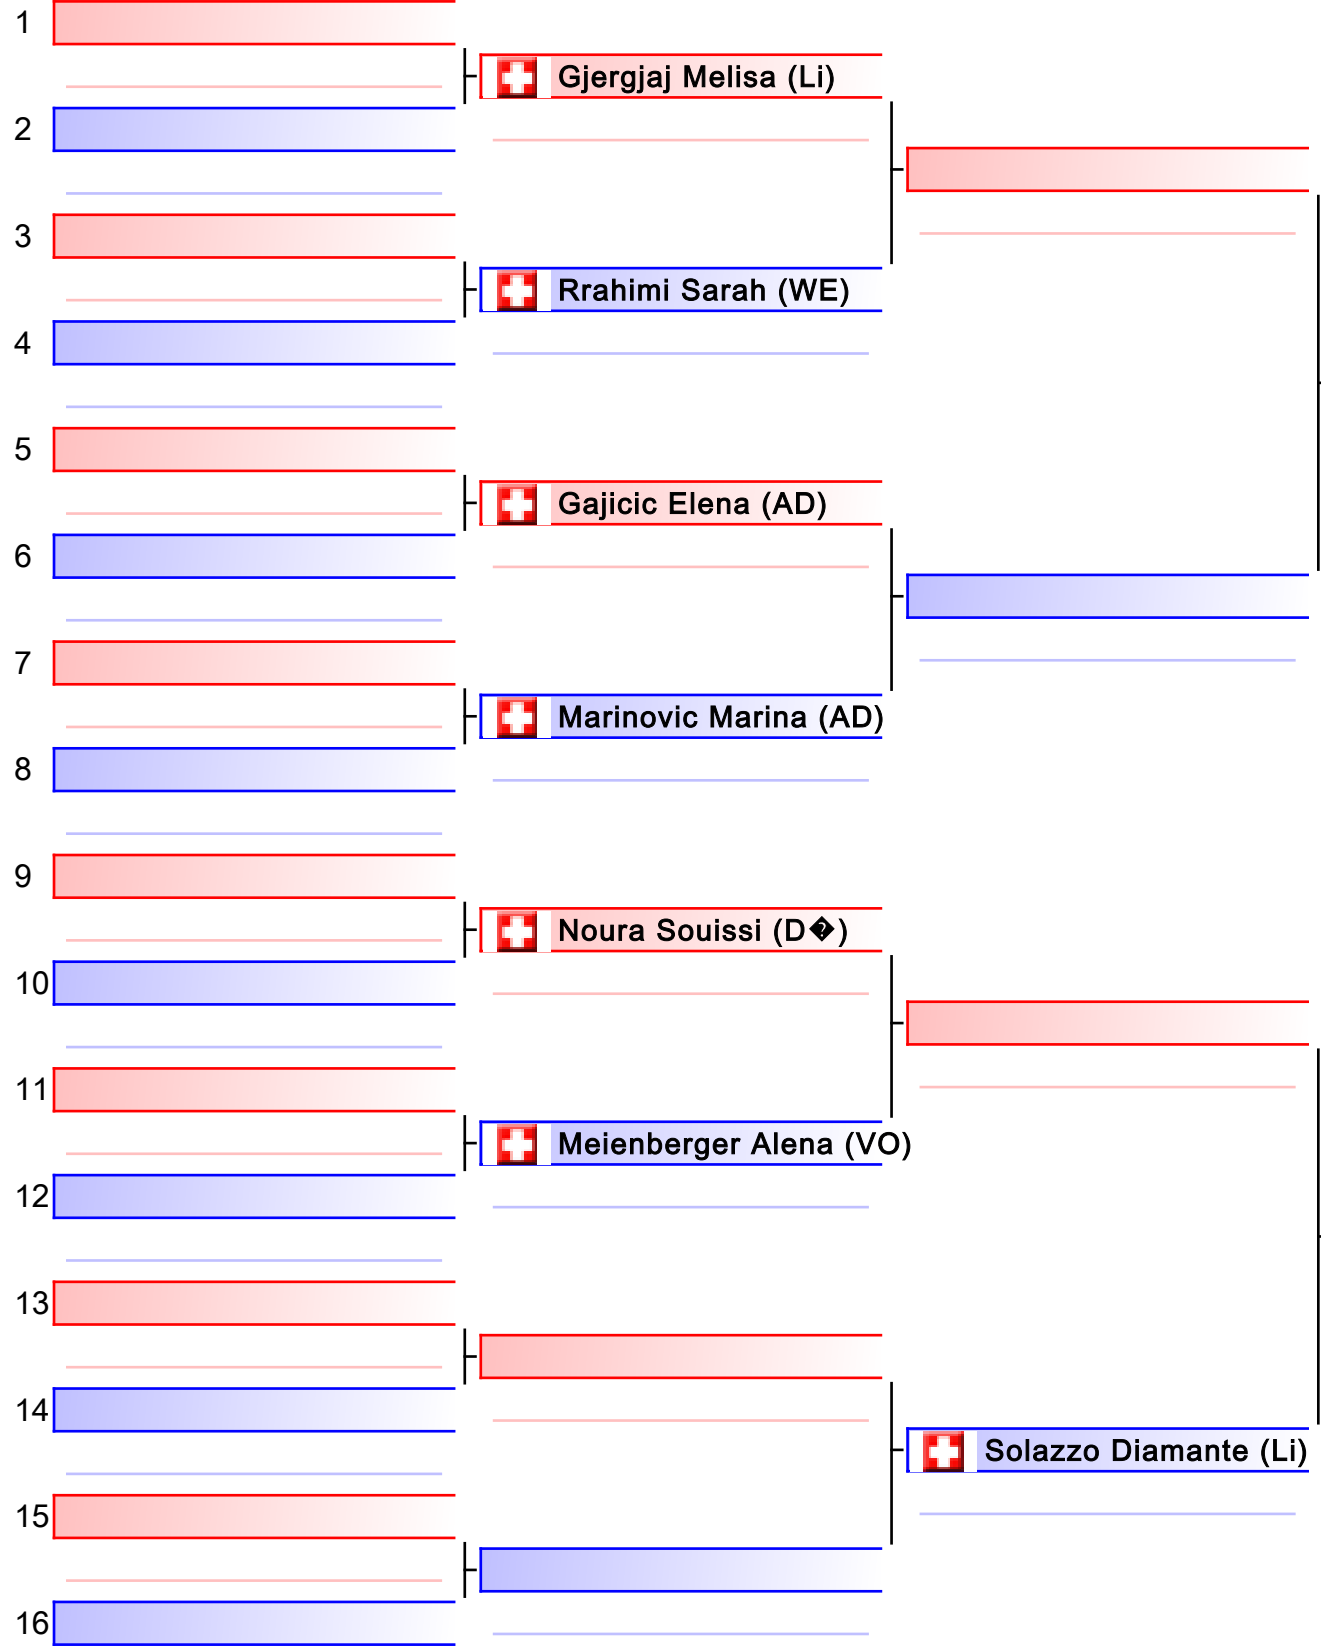 1
Gjergjaj Melisa (Li)
2
3
Rrahimi Sarah (WE)
4
5
Gajicic Elena (AD)
6
7
Marinovic Marina (AD)
8
9
Noura Souissi (D�)
10
11
Meienberger Alena (VO)
12
13
14
Solazzo Diamante (Li)
15
16